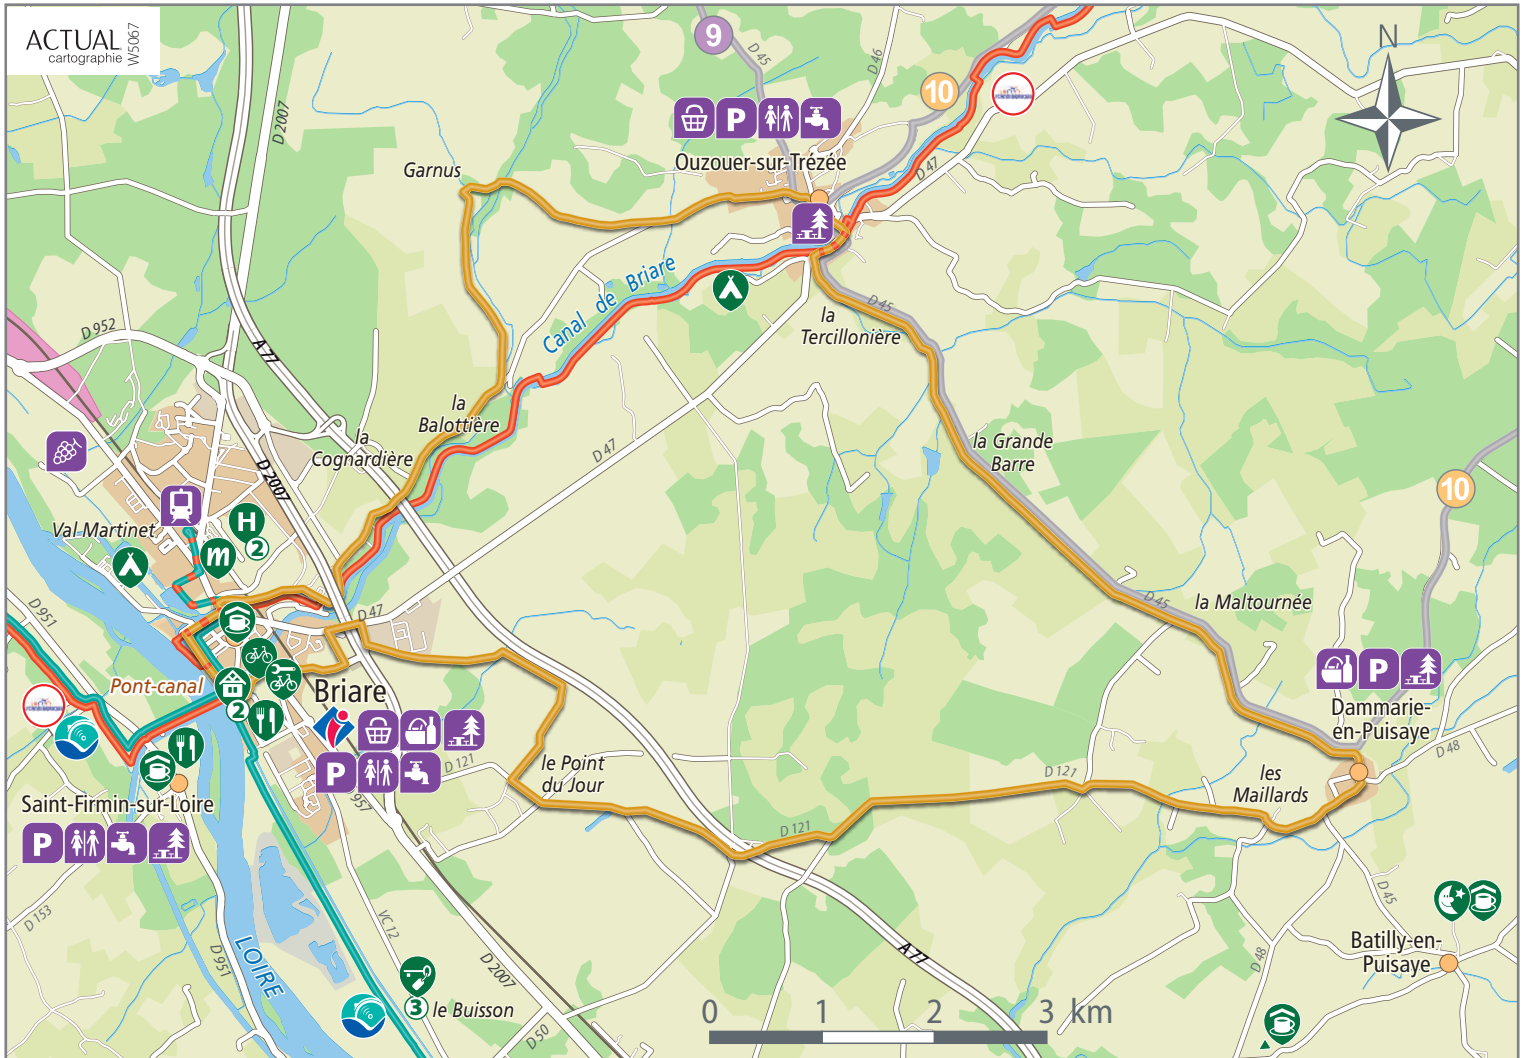 ACTUAL
cartographie
W5067
9
D 45
D 46
10
N
D 2007
Garnus
P
Ouzouer-sur-Trézée
D 47
Canal de Briare
D 952
A 77
D 45
la
Tercillonière
la
Balottière
la
Cognardière
D 47
la Grande
Barre
D 2007
Val Martinet
H
2
m
10
D 951
D 47
D 45
la Maltournée
Pont-canal
Briare
2
P
Dammarie-
en-Puisaye
D 48
P
D 121
957
le Point
du Jour
D 121
les
Maillards
Saint-Firmin-sur-Loire
P
D 121
D 45
D 153
VC 12
D 951
LOIRE
D 2007
A 77
D 48
Batilly-en-
Puisaye
3
le Buisson
D 50
0 1 2 3 km